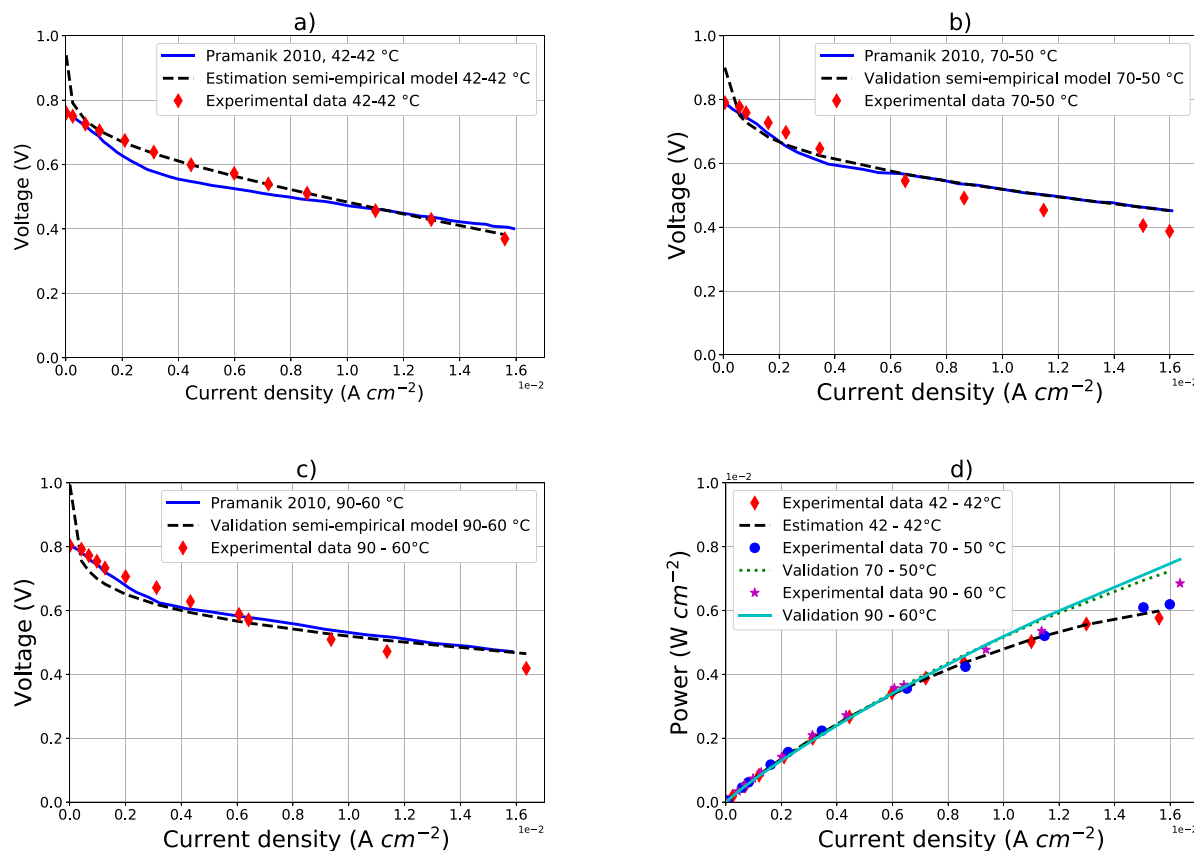 a)
1.0
0.8
0.6
0.4
0.2
0.0
Voltage (V)
Pramanik 2010, 42–42 °C
Estimation semi-empirical model 42–42 °C
Experimental data 42–42 °C
0.0 0.2 0.4 0.6 0.8 1.0 1.2 1.4 1.6
1e−2
Current density (A cm−2)
b)
1.0
0.8
0.6
0.4
0.2
0.0
Voltage (V)
Pramanik 2010, 70–50 °C
Validation semi-empirical model 70–50 °C
Experimental data 70–50 °C
0.0 0.2 0.4 0.6 0.8 1.0 1.2 1.4 1.6
1e−2
Current density (A cm−2)
c)
1.0
0.8
0.6
0.4
0.2
0.0
Voltage (V)
Pramanik 2010, 90-60 °C
Validation semi-empirical model 90-60 °C
Experimental data 90 - 60°C
0.0 0.2 0.4 0.6 0.8 1.0 1.2 1.4 1.6
1e−2
Current density (A cm−2)
d)
1e−2
1.0
0.8
0.6
0.4
0.2
0.0
Power (W cm−2)
Experimental data 42 - 42°C
Estimation 42 - 42°C
Experimental data 70 - 50°C
Validation 70 - 50°C
Experimental data 90 - 60 °C
Validation 90 - 60°C
0.0 0.2 0.4 0.6 0.8 1.0 1.2 1.4 1.6
1e−2
Current density (A cm−2)